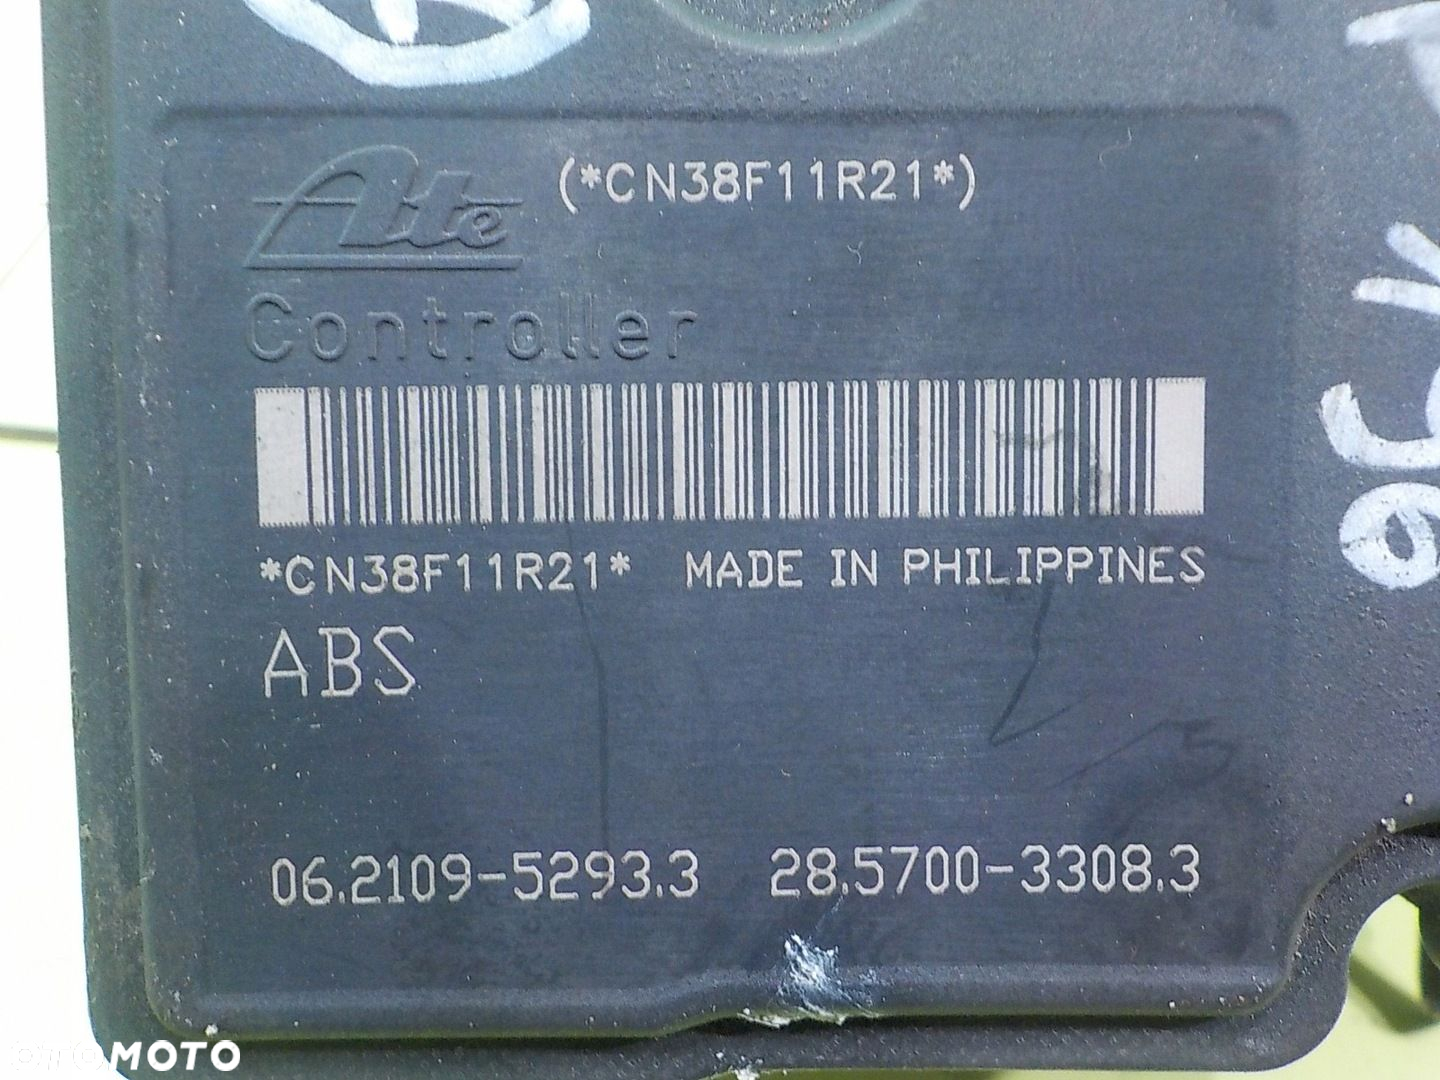 Ate (*CN38F11R21*)
Controller
*CN38F11R21* MADE IN PHILIPPINES
ABS
06.2109-5293.3 28.5700-3308.3
OTOMOTO